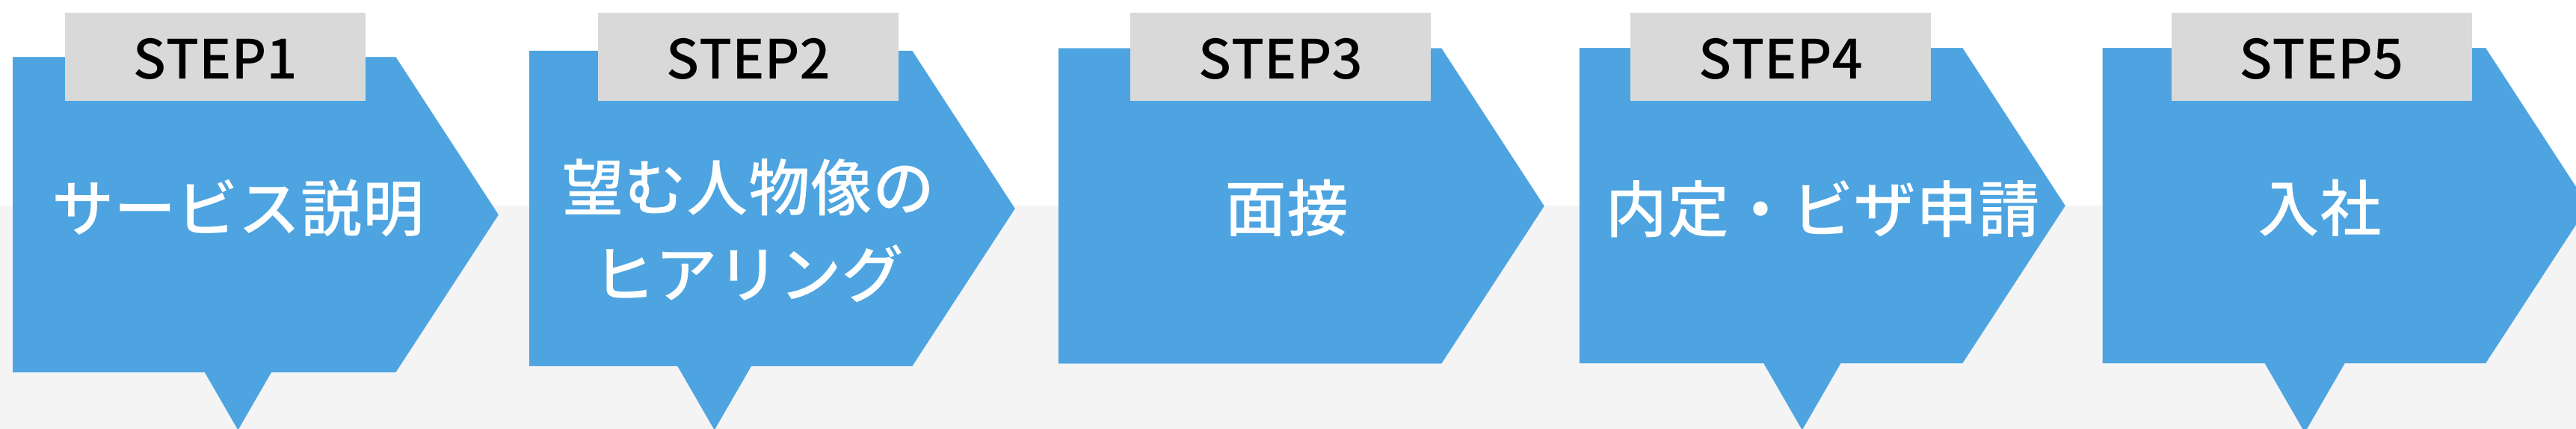 STEP1
サービス説明
STEP2
望む人物像の
ヒアリング
STEP3
面接
STEP4
内定・ビザ申請
STEP5
入社